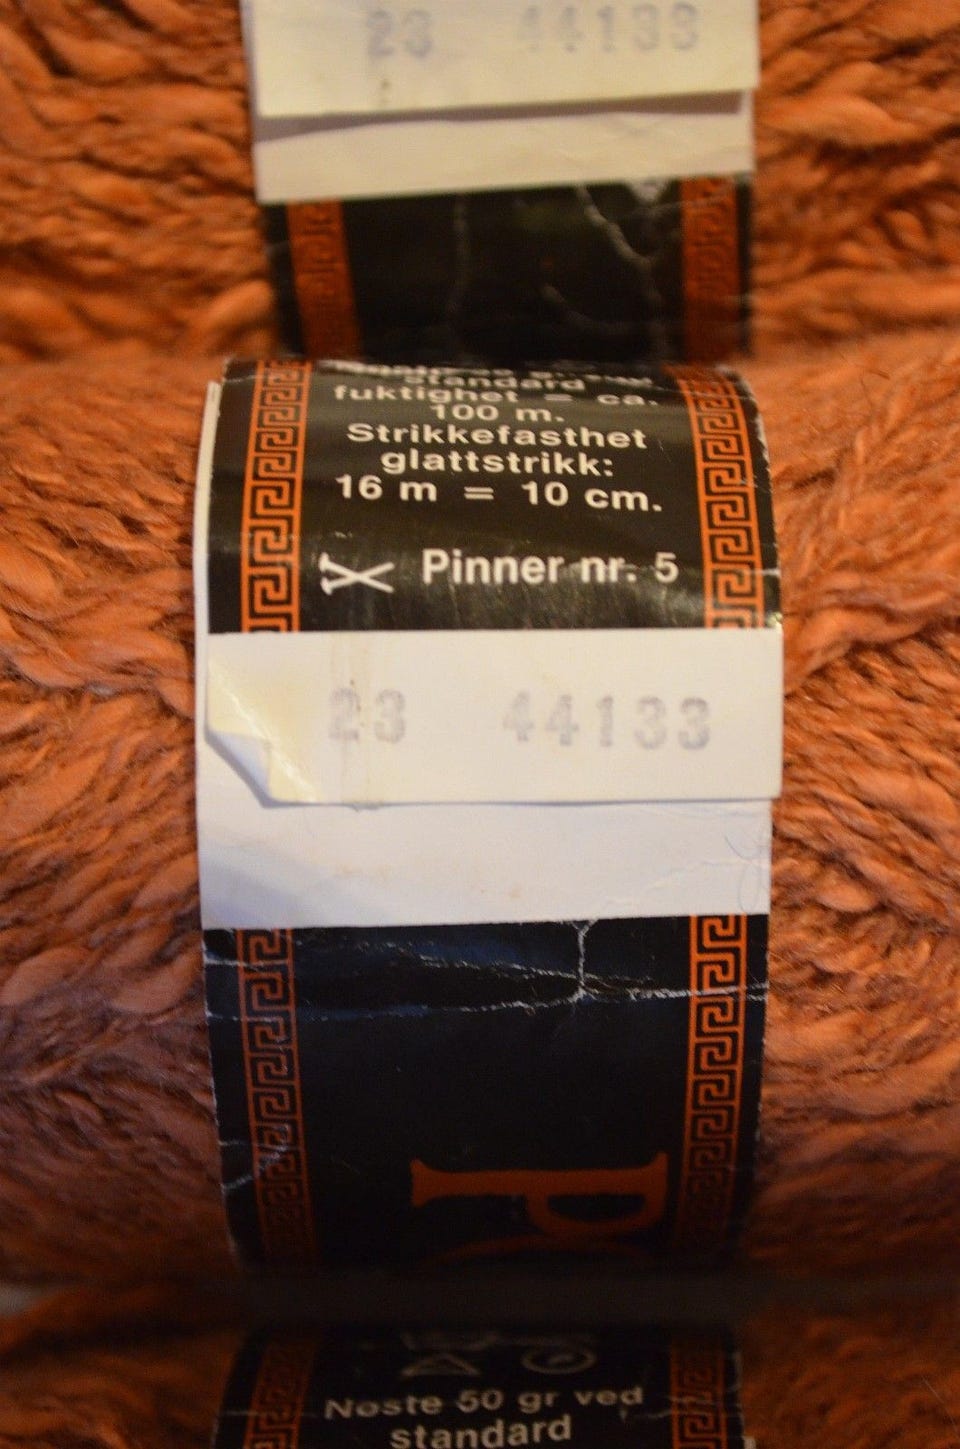 23 44133
standard
fuktighet = ca.
100 m.
Strikkefasthet
glattstrikk:
16 m = 10 cm.
Pinner nr. 5
23 44133
P
Nøste 50 gr ved
standard